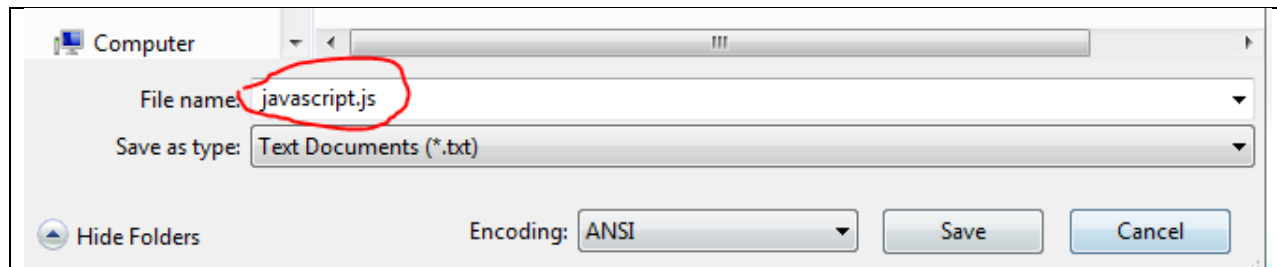 Computer
File name: javascript.js
Save as type: Text Documents (*.txt)
Hide Folders Encoding: ANSI Save Cancel